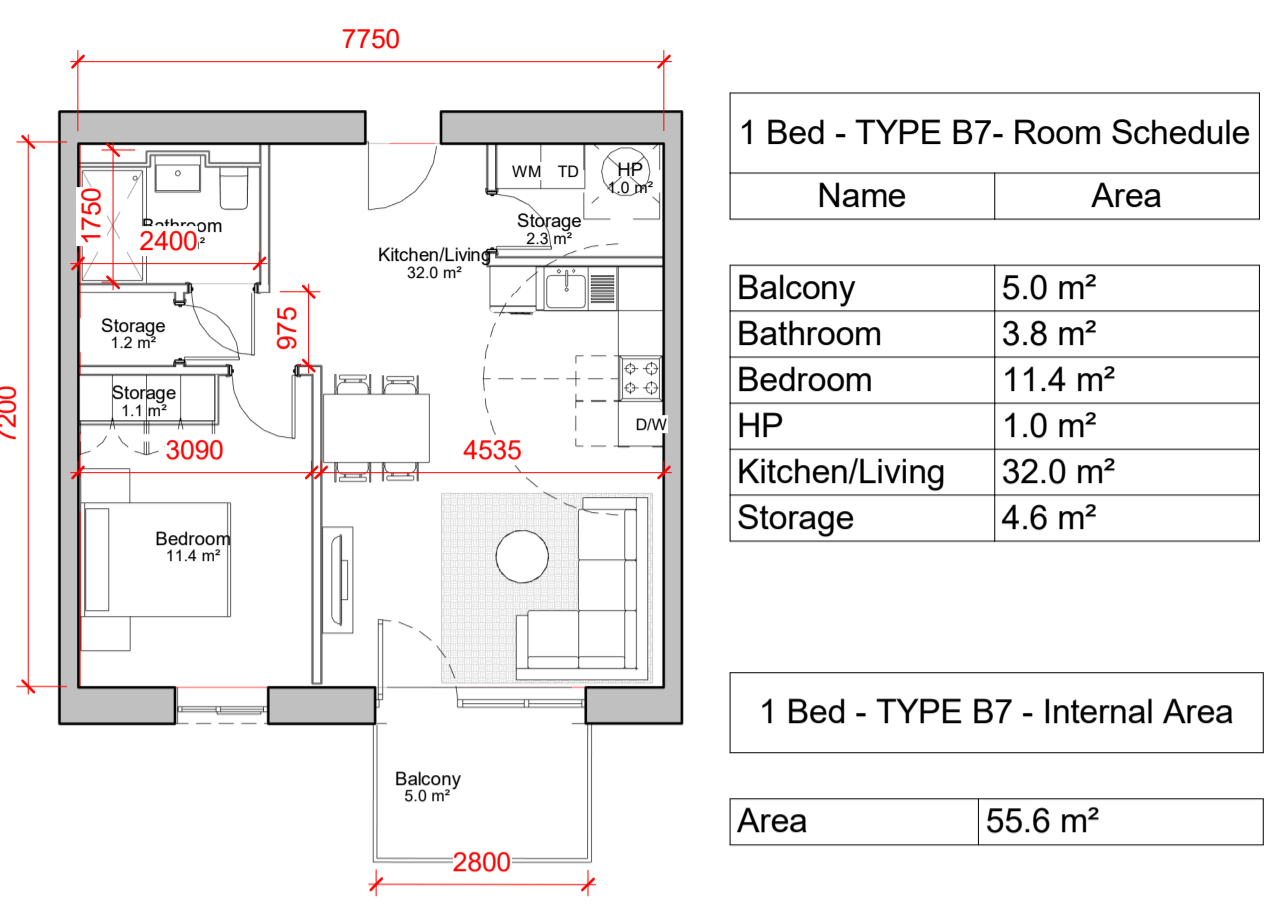 7750
1 Bed - TYPE B7- Room Schedule
Name Area
WM TD HP
1.0 m²
1750
Bathroom
2400
Storage
2.3 m²
Kitchen/Living
32.0 m²
Balcony 5.0 m²
Bathroom 3.8 m²
Bedroom 11.4 m²
HP 1.0 m²
Kitchen/Living 32.0 m²
Storage 4.6 m²
Storage
1.2 m²
975
Storage
1.1 m²
7200
D/W
3090
4535
Bedroom
11.4 m²
1 Bed - TYPE B7 - Internal Area
Area 55.6 m²
Balcony
5.0 m²
2800